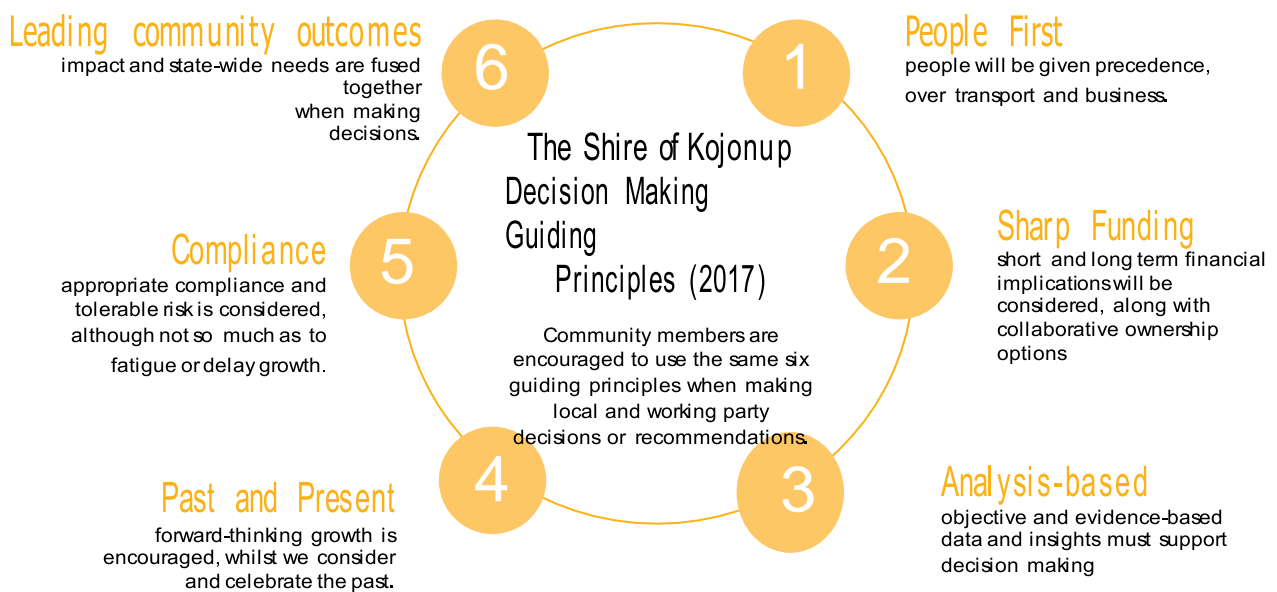 The Shire of Kojonup
Decision Making
Guiding
Principles (2017)
Community members are
encouraged to use the same six
guiding principles when making
local and working party
decisions or recommendations.
1
People First
people will be given precedence,
over transport and business.
2
Sharp Funding
short and long term financial
implications will be
considered, along with
collaborative ownership
options
3
Analysis-based
objective and evidence-based
data and insights must support
decision making
4
Past and Present
forward-thinking growth is
encouraged, whilst we consider
and celebrate the past.
5
Compliance
appropriate compliance and
tolerable risk is considered,
although not so much as to
fatigue or delay growth.
6
Leading community outcomes
impact and state-wide needs are fused
together
when making
decisions.